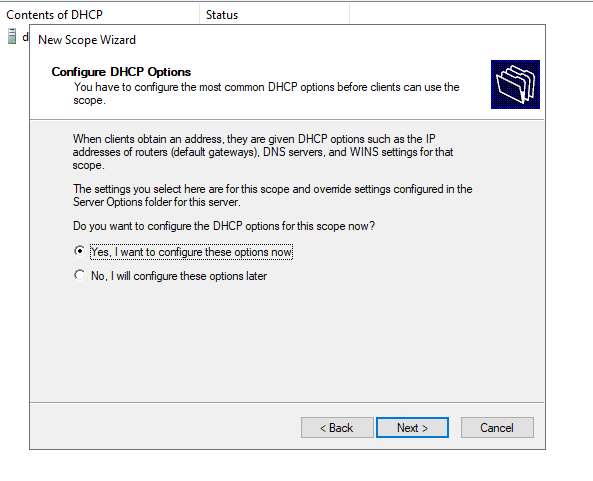 Contents of DHCP Status
d New Scope Wizard
Configure DHCP Options
You have to configure the most common DHCP options before clients can use the
scope.
When clients obtain an address, they are given DHCP options such as the IP
addresses of routers (default gateways), DNS servers, and WINS settings for that
scope.
The settings you select here are for this scope and override settings configured in the
Server Options folder for this server.
Do you want to configure the DHCP options for this scope now?
Yes, I want to configure these options now
No, I will configure these options later
< Back Next > Cancel